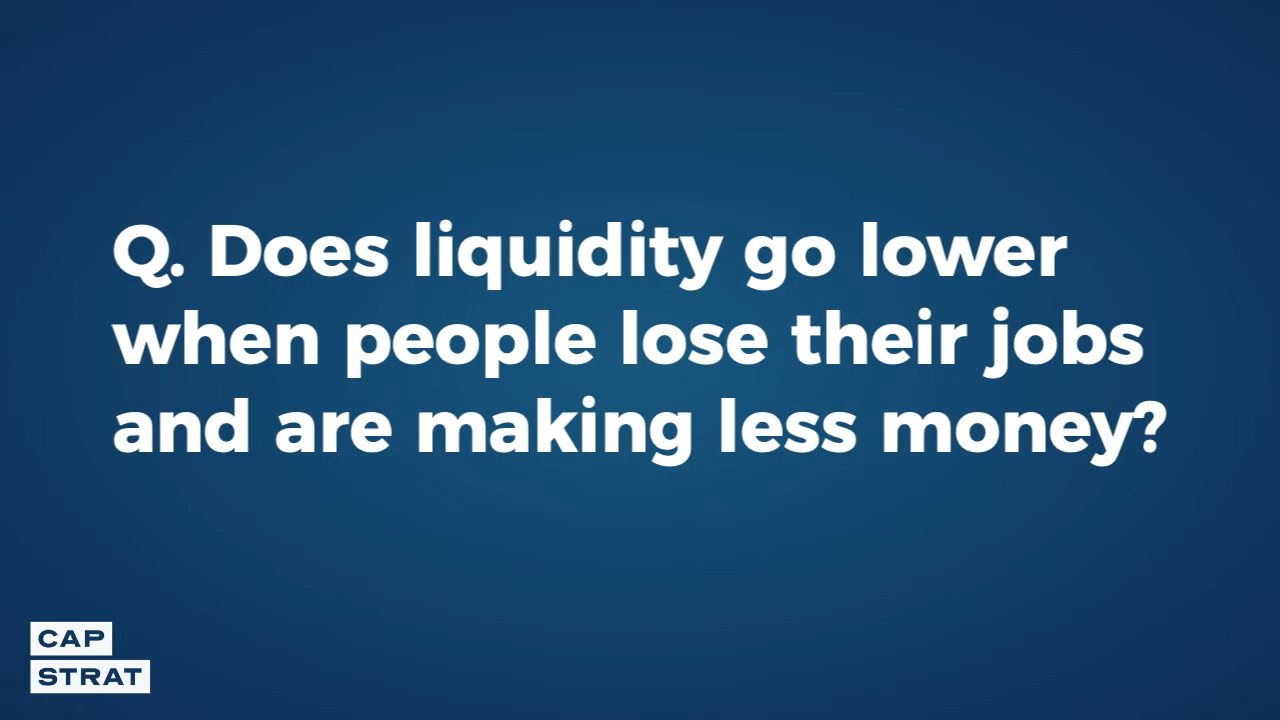 Q. Does liquidity go lower
when people lose their jobs
and are making less money?
CAP
STRAT